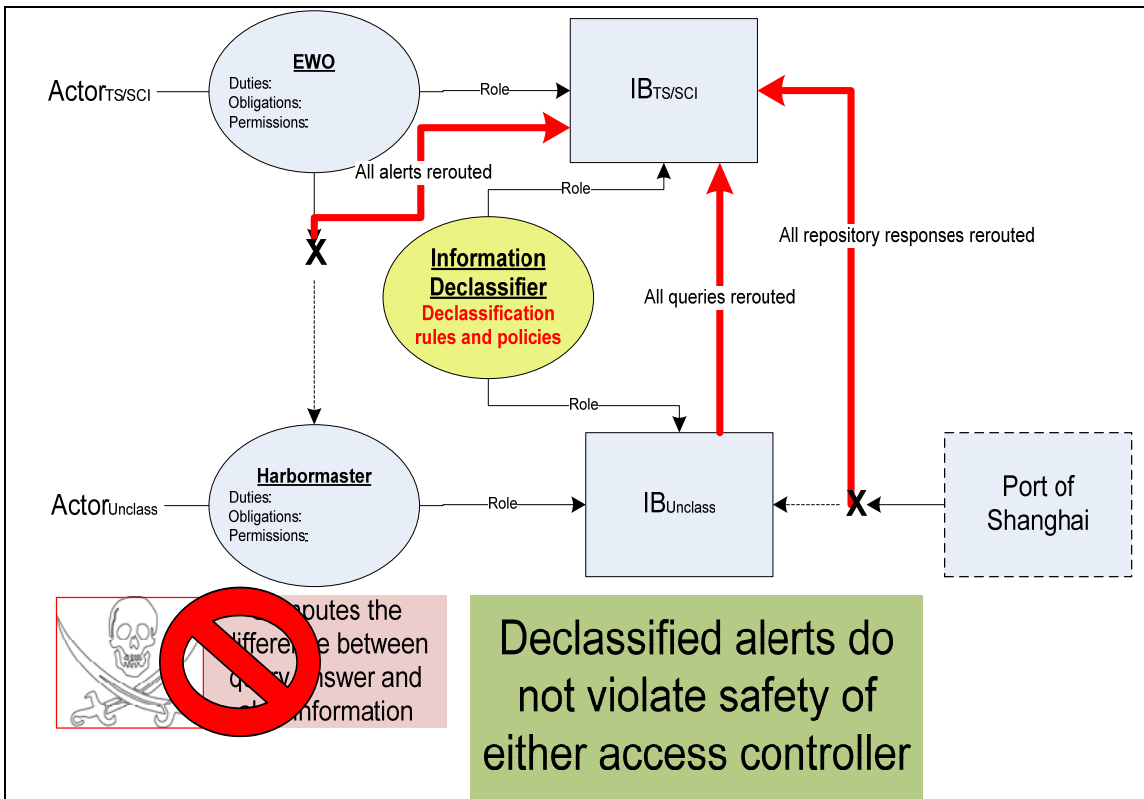 EWO
Duties:
Obligations:
Permissions:
ActorTS/SCI
Role
IBTS/SCI
All alerts rerouted
Role
All repository responses rerouted
Information
Declassifier
Declassification
rules and policies
All queries rerouted
Role
Harbormaster
Duties:
Obligations:
Permissions:
ActorUnclass
Role
IBUnclass
X
X
Port of
Shanghai
the
between
answer and
information
Declassified alerts do
not violate safety of
either access controller